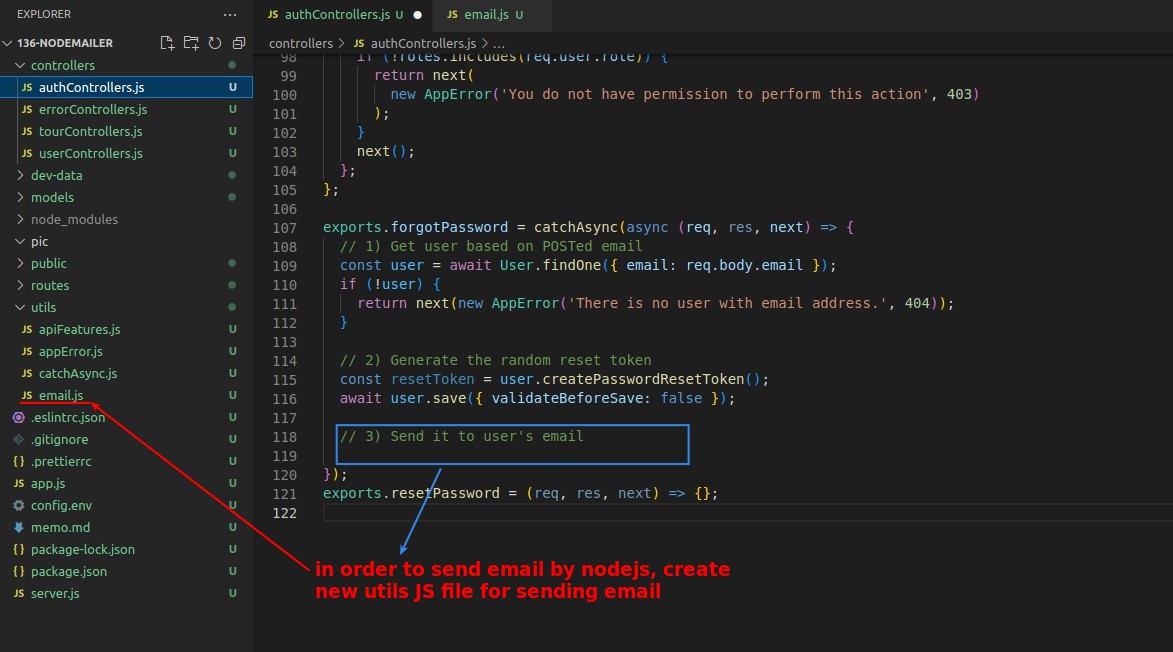 EXPLORER
...
JS authControllers.js U ●
JS email.js U
136-NODEMAILER
controllers > JS authControllers.js > ...
controllers
JS authControllers.js U
JS errorControllers.js U
JS tourControllers.js U
JS userControllers.js U
dev-data
models
node_modules
pic
public
routes
utils
JS apiFeatures.js U
JS appError.js U
JS catchAsync.js U
JS email.js U
.eslintrc.json U
.gitignore U
{} .prettierrc U
JS app.js U
config.env U
memo.md U
{} package-lock.json U
{} package.json U
JS server.js U
98 if (!roles.includes(req.user.role)) {
99 return next(
100 new AppError('You do not have permission to perform this action', 403)
101 );
102 }
103 next();
104 };
105 };
106
107 exports.forgotPassword = catchAsync(async (req, res, next) => {
108 // 1) Get user based on POSTed email
109 const user = await User.findOne({ email: req.body.email });
110 if (!user) {
111 return next(new AppError('There is no user with email address.', 404));
112 }
113
114 // 2) Generate the random reset token
115 const resetToken = user.createPasswordResetToken();
116 await user.save({ validateBeforeSave: false });
117
118 // 3) Send it to user's email
119
120 });
121 exports.resetPassword = (req, res, next) => {};
122
in order to send email by nodejs, create
new utils JS file for sending email